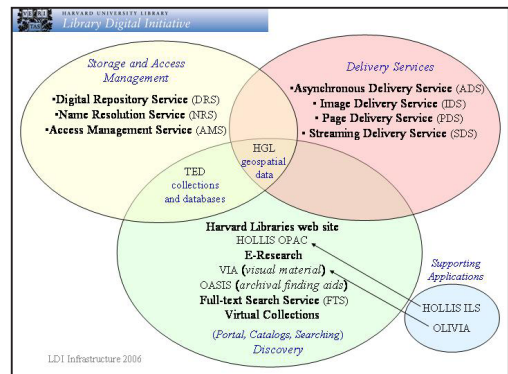 VE RI
TAS
HARVARD UNIVERSITY LIBRARY
Library Digital Initiative
Storage and Access
Management
▪Digital Repository Service (DRS)
▪Name Resolution Service (NRS)
▪Access Management Service (AMS)
Delivery Services
▪Asynchronous Delivery Service (ADS)
▪ Image Delivery Service (IDS)
▪ Page Delivery Service (PDS)
▪ Streaming Delivery Service (SDS)
HGL
geospatial
data
TED
collections
and databases
Harvard Libraries web site
HOLLIS OPAC
E-Research
VIA (visual material)
OASIS (archival finding aids)
Full-text Search Service (FTS)
Virtual Collections
(Portal, Catalogs, Searching)
Discovery
Supporting
Applications
HOLLIS ILS
OLIVIA
LDI Infrastructure 2006